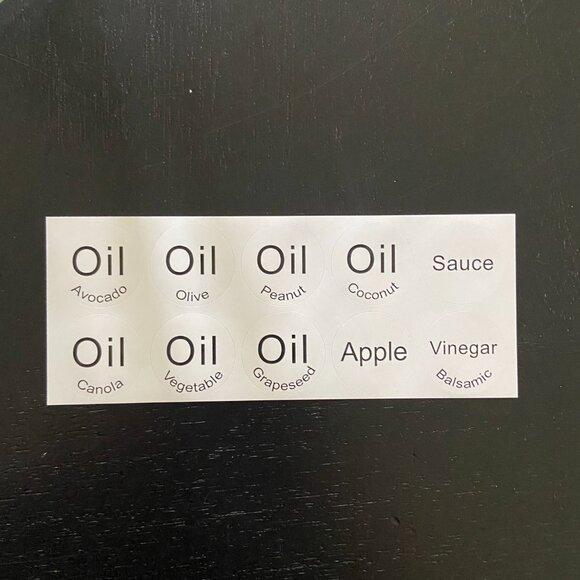 Oil
Avocado
Oil
Olive
Oil
Peanut
Oil
Coconut
Sauce
Oil
Canola
Oil
Vegetable
Oil
Grapeseed
Apple
Vinegar
Balsamic